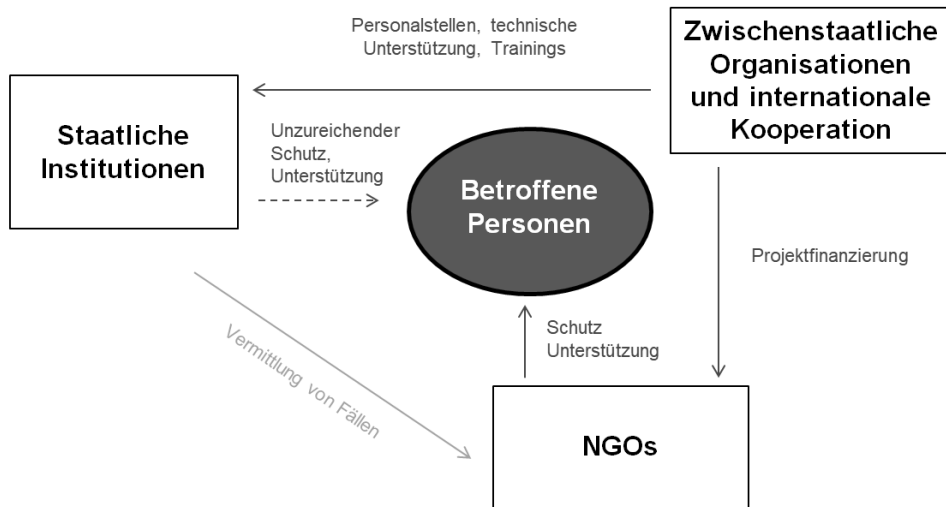 Personalstellen, technische
Unterstützung, Trainings
Zwischenstaatliche
Organisationen
und internationale
Kooperation
Staatliche
Institutionen
Unzureichender
Schutz,
Unterstützung
Betroffene
Personen
Projektfinanzierung
Schutz
Unterstützung
Vermittlung von Fällen
NGOs